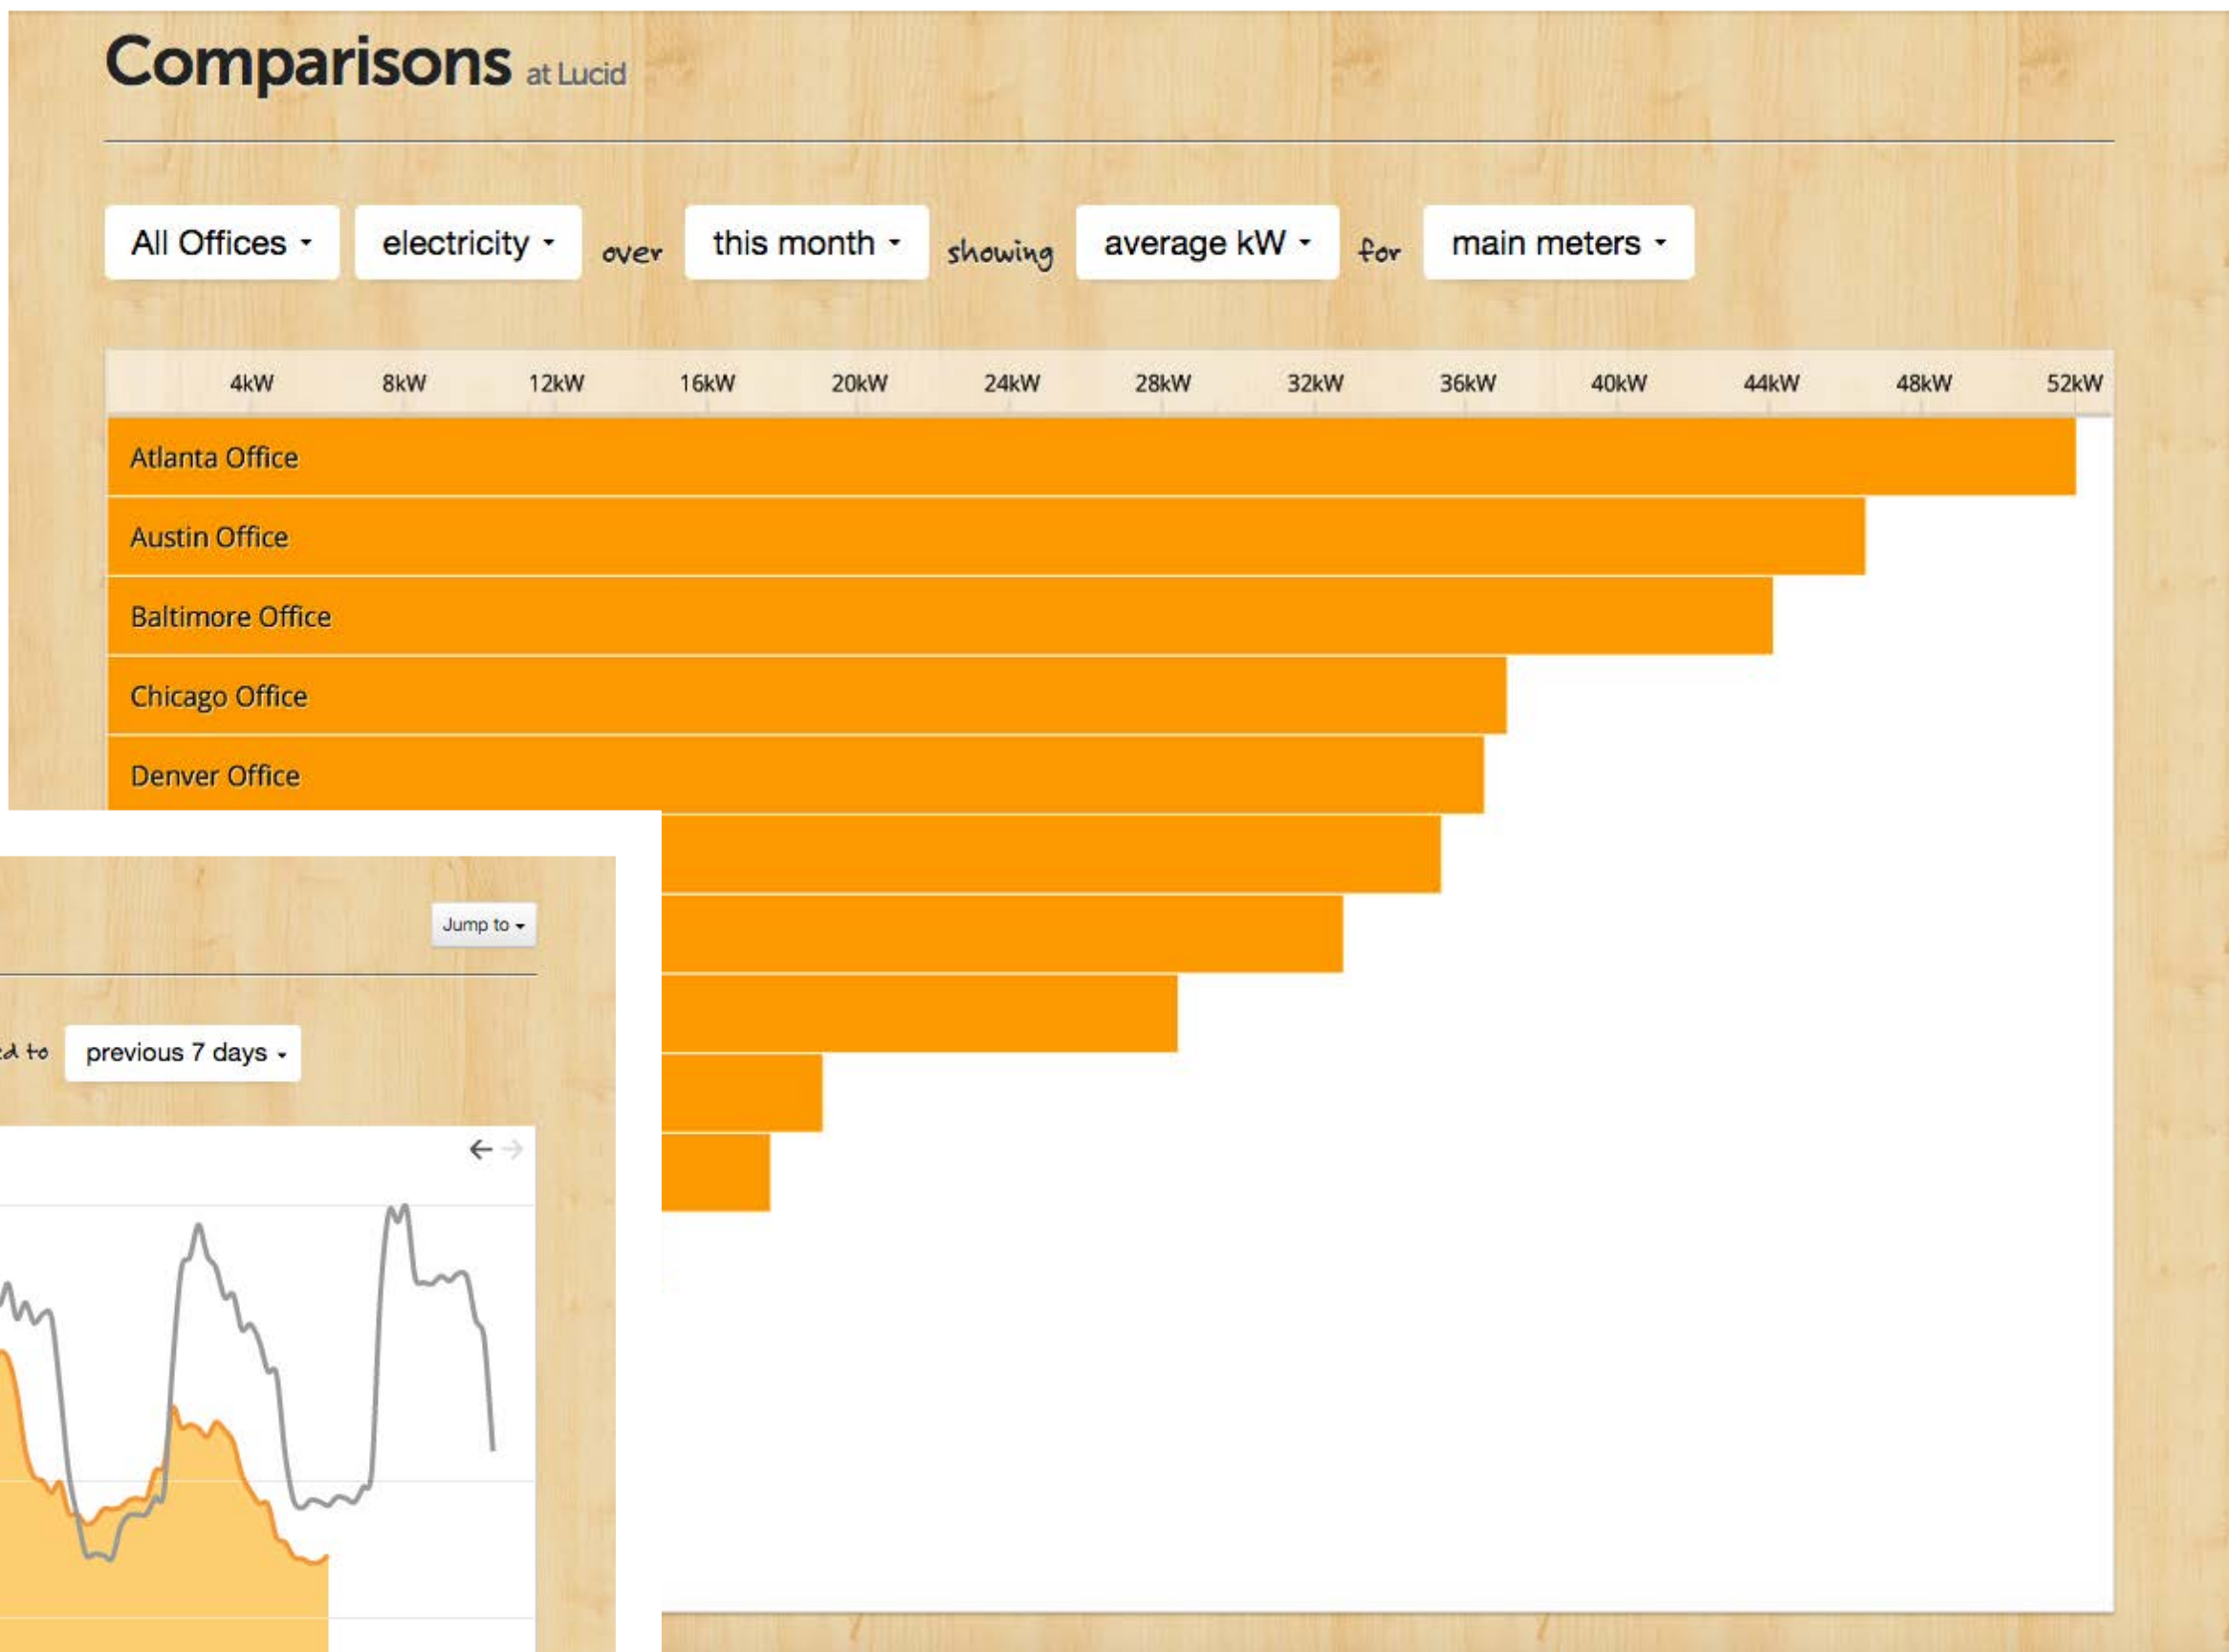 Comparisons at Lucid
All Offices electricity over this month showing average kW for main meters
4kW 8kW 12kW 16kW 20kW 24kW 28kW 32kW 36kW 40kW 44kW 48kW 52kW
Atlanta Office
Austin Office
Baltimore Office
Chicago Office
Denver Office
Jump to
to previous 7 days